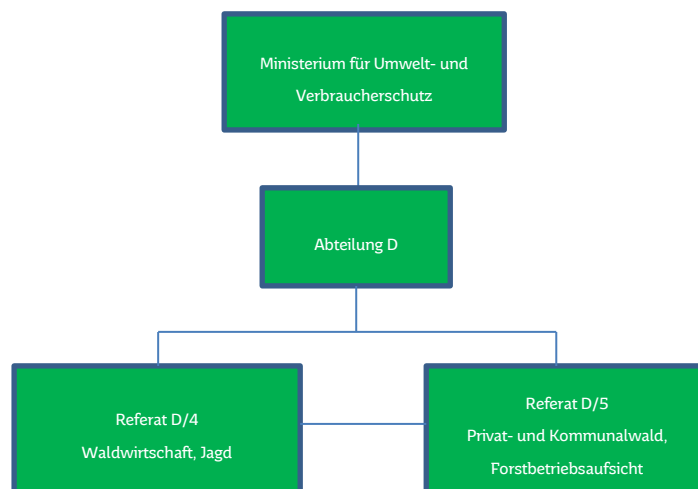 Ministerium für Umwelt- und
Verbraucherschutz
Abteilung D
Referat D/4
Waldwirtschaft, Jagd
Referat D/5
Privat- und Kommunalwald,
Forstbetriebsaufsicht